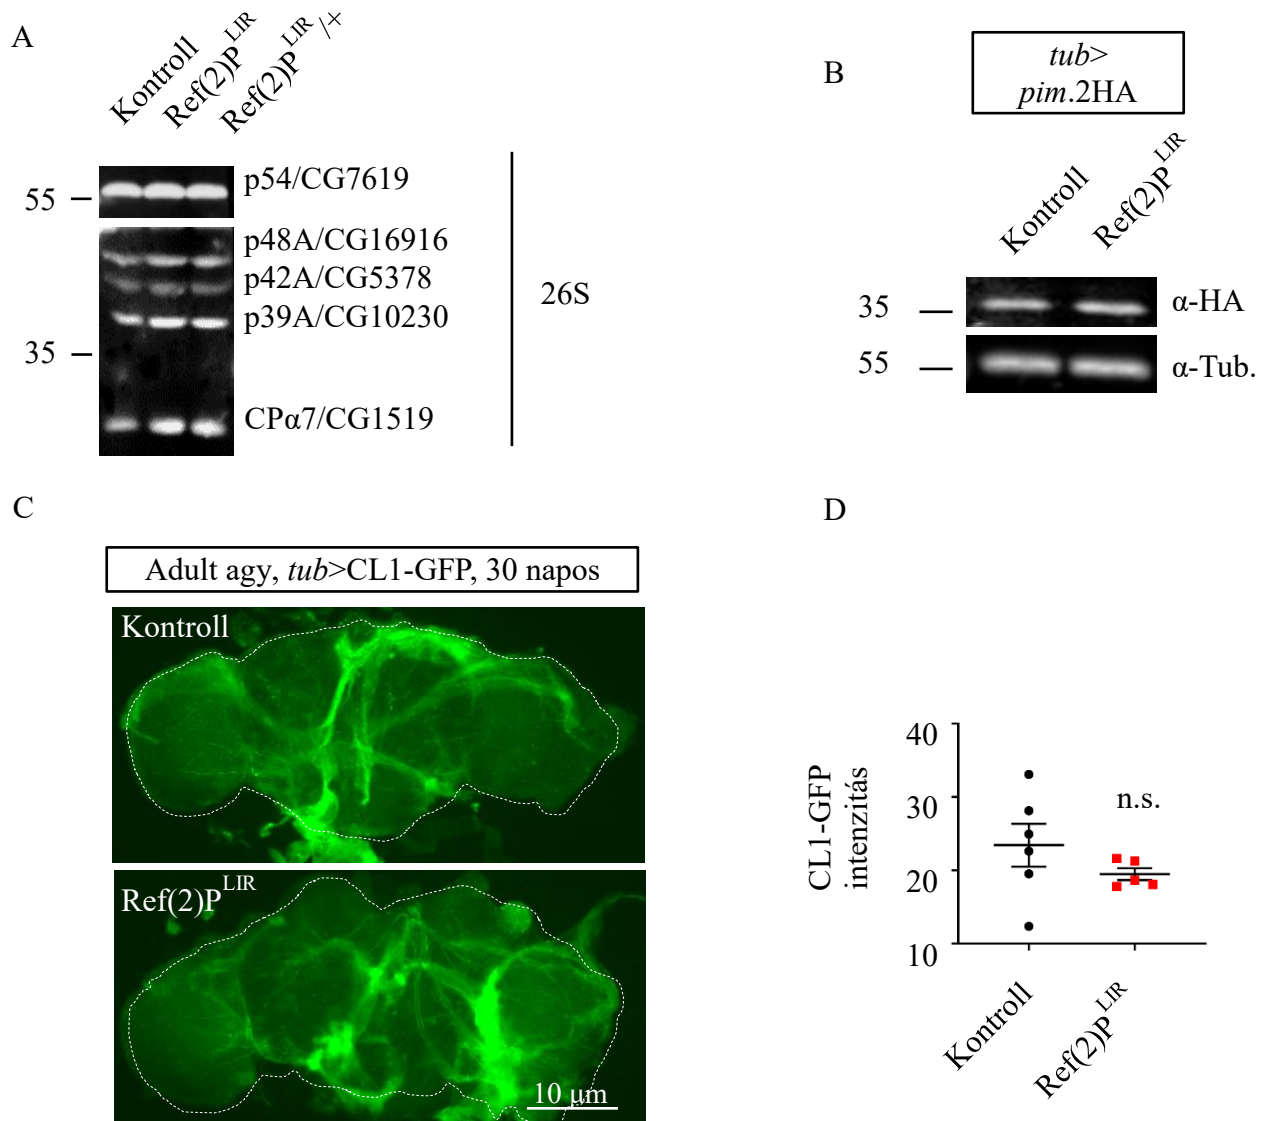 A
Kontroll
Ref(2)P^LIR
Ref(2)P^LIR/+
55
p54/CG7619
p48A/CG16916
p42A/CG5378
p39A/CG10230
35
CPα7/CG1519
26S
B
tub>
pim.2HA
Kontroll
Ref(2)P^LIR
35
α-HA
55
α-Tub.
C
Adult agy, tub>CL1-GFP, 30 napos
Kontroll
Ref(2)P^LIR
10 µm
D
CL1-GFP
intenzitás
40
30
20
10
n.s.
Kontroll
Ref(2)P^LIR